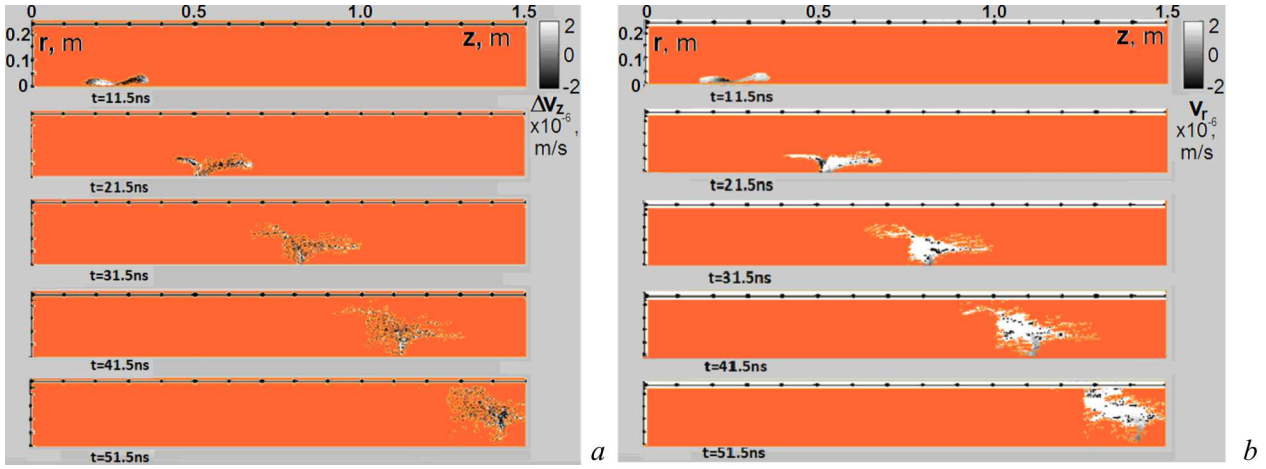 0 0.5 1.0 1.5
0.2
r, m
z, m
0.1
0
2
0
-2
t=11.5ns
Δvz
x10-6,
m/s
t=21.5ns
t=31.5ns
t=41.5ns
t=51.5ns
a
0 0.5 1.0 1.5
0.2
r, m
z, m
0.1
0
2
0
-2
t=11.5ns
vr
x10-6,
m/s
t=21.5ns
t=31.5ns
t=41.5ns
t=51.5ns
b